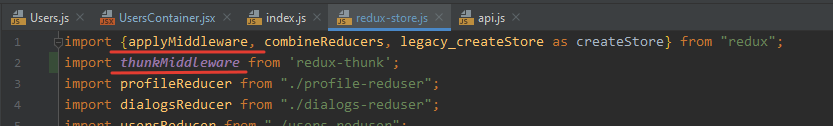 Users.js UsersContainer.jsx index.js redux-store.js api.js
1 import {applyMiddleware, combineReducers, legacy_createStore as createStore} from "redux";
2 import thunkMiddleware from 'redux-thunk';
3 import profileReducer from "./profile-reduser";
4 import dialogsReducer from "./dialogs-reduser";
import usersReducer from "./users-reduser";